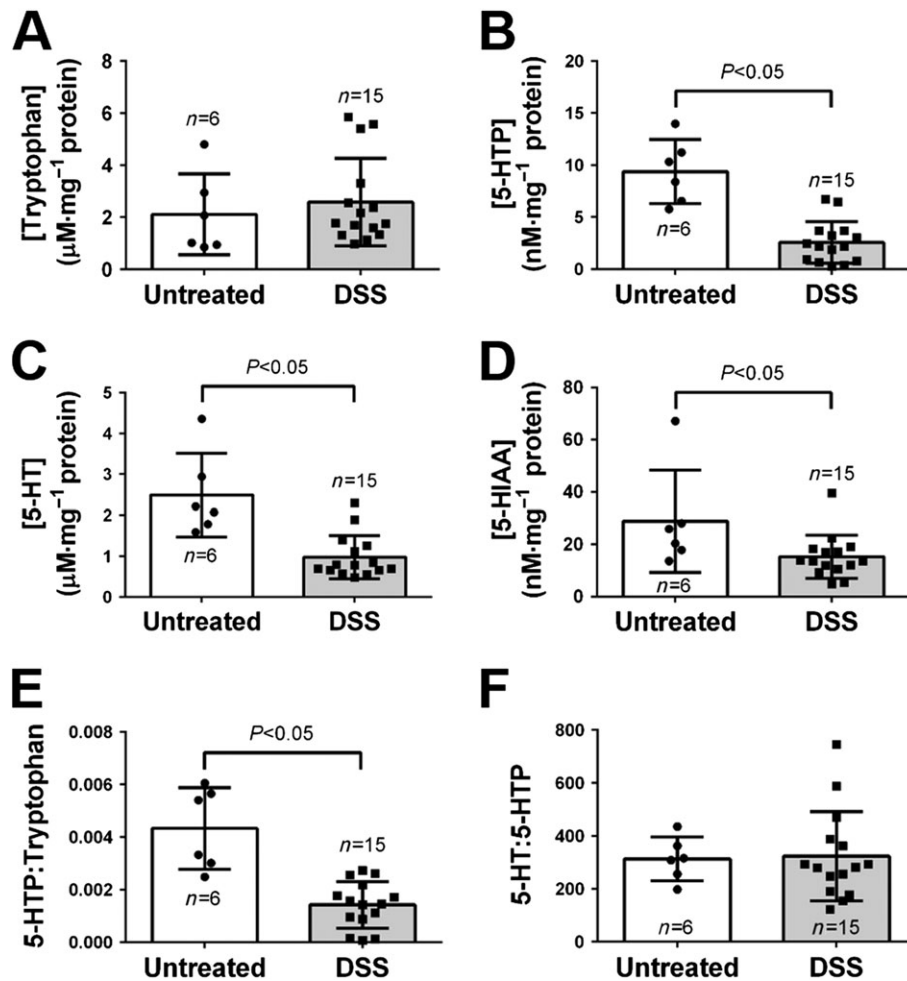 A
[Tryptophan]
(μM·mg⁻¹ protein)
8
6
4
2
0
n=6
n=15
Untreated
DSS
B
[5-HTP]
(nM·mg⁻¹ protein)
20
15
10
5
0
P<0.05
n=6
n=15
Untreated
DSS
C
[5-HT]
(μM·mg⁻¹ protein)
5
4
3
2
1
0
P<0.05
n=6
n=15
Untreated
DSS
D
[5-HIAA]
(nM·mg⁻¹ protein)
80
60
40
20
0
P<0.05
n=6
n=15
Untreated
DSS
E
5-HTP:Tryptophan
0.008
0.006
0.004
0.002
0.000
P<0.05
n=6
n=15
Untreated
DSS
F
5-HT:5-HTP
800
600
400
200
0
n=6
n=15
Untreated
DSS